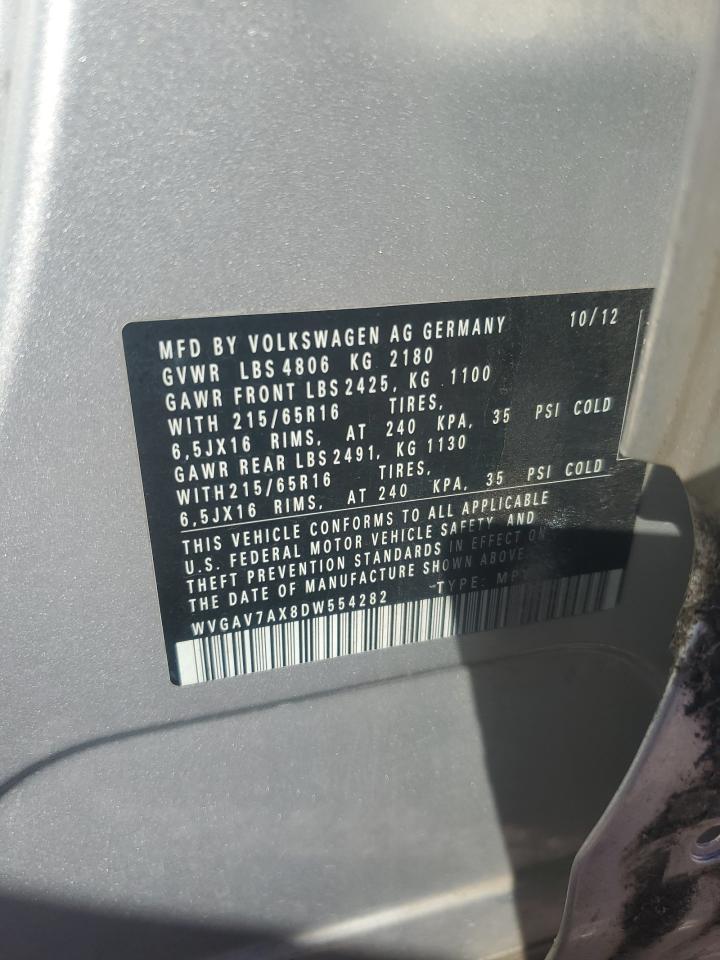 MFD BY VOLKSWAGEN AG GERMANY 10/12
GVWR LBS 4806 KG 2180
GAWR FRONT LBS 2425, KG 1100
WITH 215/65R16 TIRES,
6,5JX16 RIMS, AT 240 KPA, 35 PSI COLD
GAWR REAR LBS 2491, KG 1130
WITH 215/65R16 TIRES,
6,5JX16 RIMS, AT 240 KPA, 35 PSI COLD
THIS VEHICLE CONFORMS TO ALL APPLICABLE
U.S. FEDERAL MOTOR VEHICLE SAFETY AND
THEFT PREVENTION STANDARDS IN EFFECT ON
THE DATE OF MANUFACTURE SHOWN ABOVE.
WVGAV7AX8DW554282 TYPE: